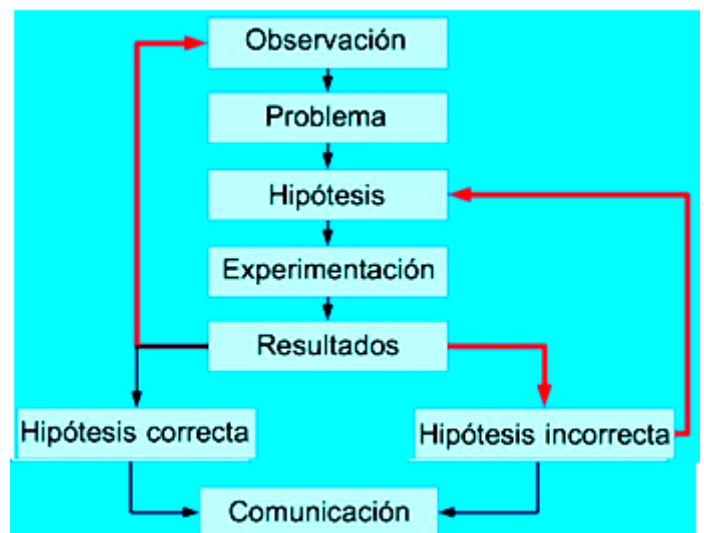 Observación
Problema
Hipótesis
Experimentación
Resultados
Hipótesis correcta
Hipótesis incorrecta
Comunicación